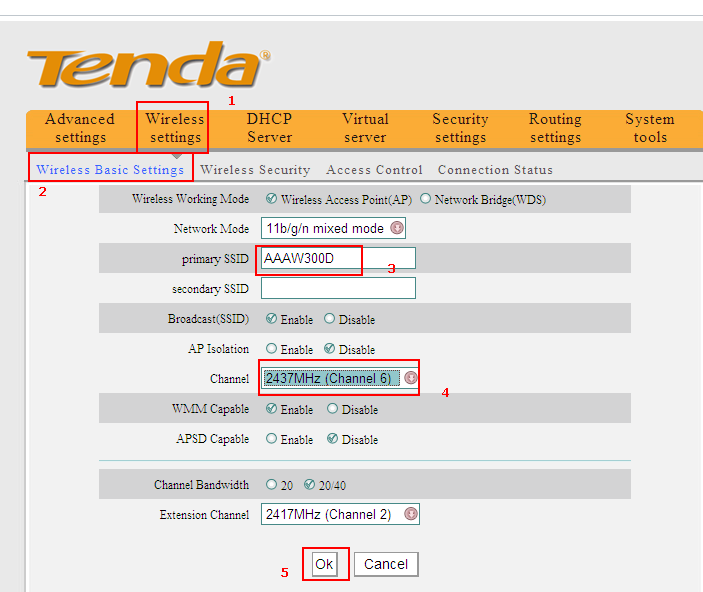 Tenda®
1
Advanced settings Wireless settings DHCP Server Virtual server Security settings Routing settings System tools
Wireless Basic Settings Wireless Security Access Control Connection Status
2
Wireless Working Mode Wireless Access Point(AP) Network Bridge(WDS)
Network Mode 11b/g/n mixed mode
primary SSID AAAW300D
3
secondary SSID
Broadcast(SSID) Enable Disable
AP Isolation Enable Disable
Channel 2437MHz (Channel 6)
4
WMM Capable Enable Disable
APSD Capable Enable Disable
Channel Bandwidth 20 20/40
Extension Channel 2417MHz (Channel 2)
5 Ok Cancel